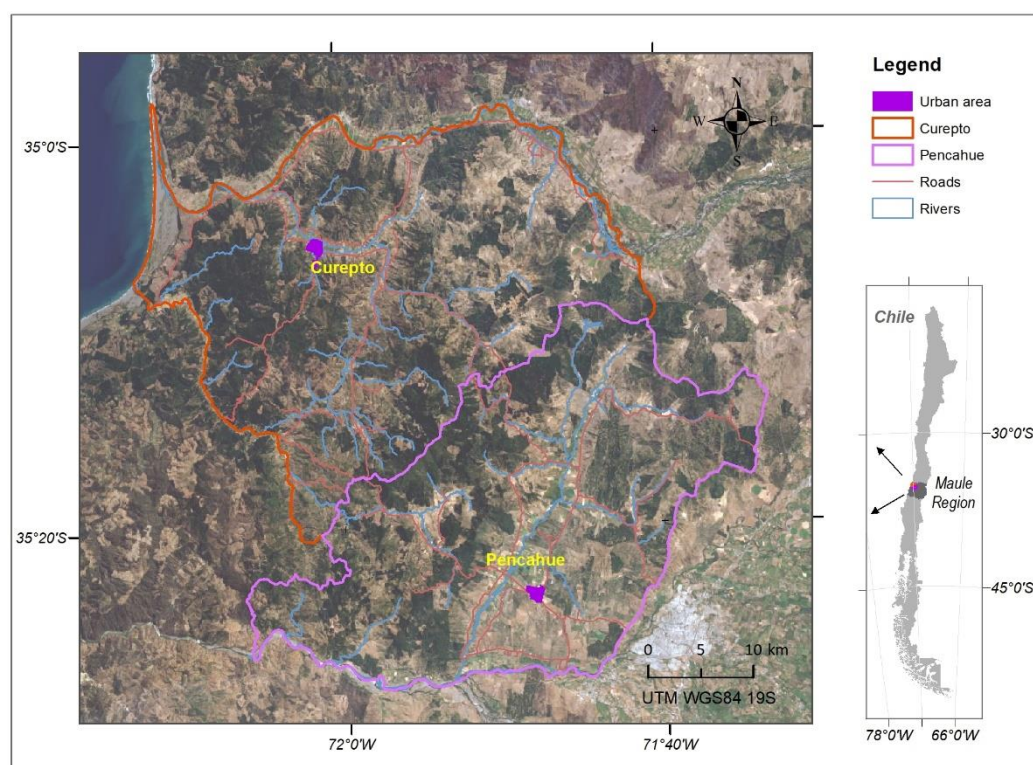 N
W
E
S
35°0'S
Curepto
Pencahue
35°20'S
0 5 10 km
UTM WGS84 19S
72°0'W
71°40'W
Legend
Urban area
Curepto
Pencahue
Roads
Rivers
Chile
30°0'S
Maule
Region
45°0'S
78°0'W 66°0'W